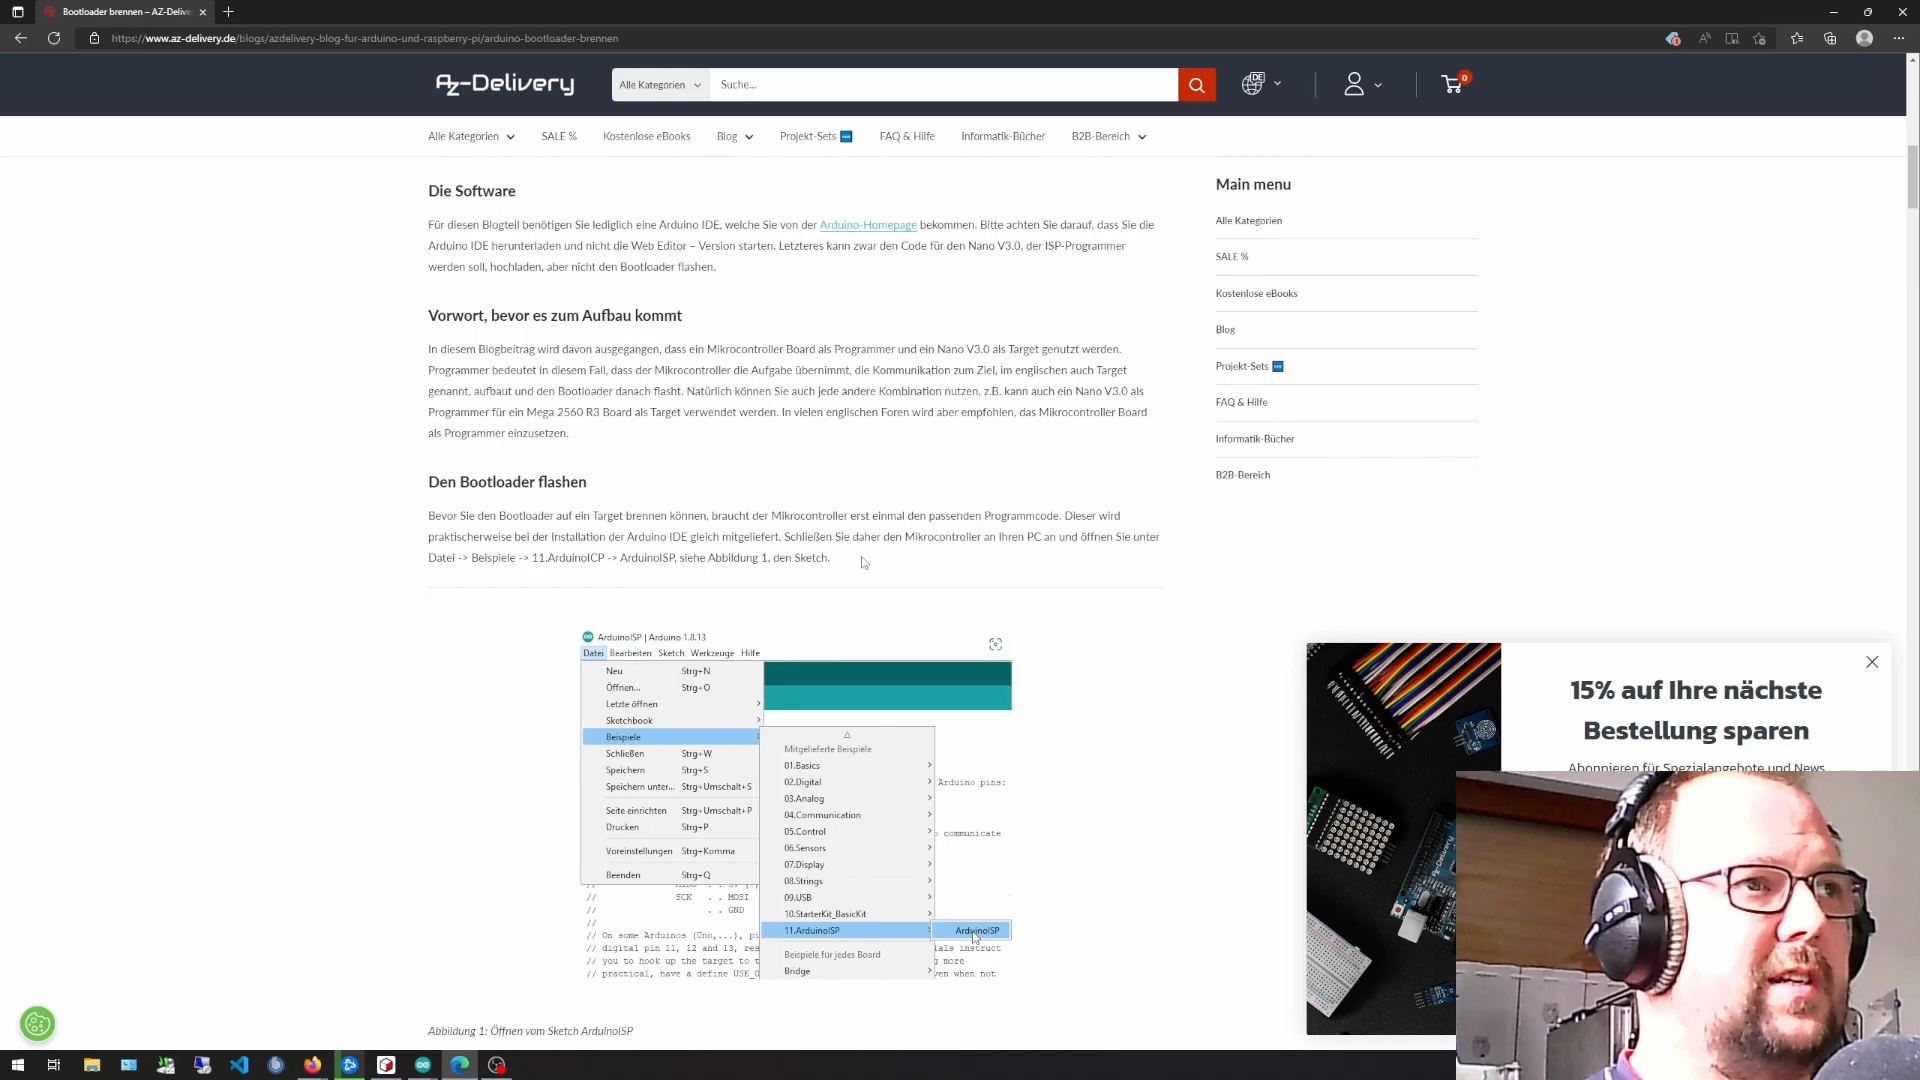 Bootloader brennen – AZ-Delive
https://www.az-delivery.de/blogs/azdelivery-blog-fur-arduino-und-raspberry-pi/arduino-bootloader-brennen
Az-Delivery
Alle Kategorien
Suche...
DE
0
Alle Kategorien
SALE %
Kostenlose eBooks
Blog
Projekt-Sets
FAQ & Hilfe
Informatik-Bücher
B2B-Bereich
Die Software
Für diesen Blogteil benötigen Sie lediglich eine Arduino IDE, welche Sie von der Arduino-Homepage bekommen. Bitte achten Sie darauf, dass Sie die
Arduino IDE herunterladen und nicht die Web Editor – Version starten. Letzteres kann zwar den Code für den Nano V3.0, der ISP-Programmer
werden soll, hochladen, aber nicht den Bootloader flashen.
Vorwort, bevor es zum Aufbau kommt
In diesem Blogbeitrag wird davon ausgegangen, dass ein Mikrocontroller Board als Programmer und ein Nano V3.0 als Target genutzt werden.
Programmer bedeutet in diesem Fall, dass der Mikrocontroller die Aufgabe übernimmt, die Kommunikation zum Ziel, im englischen auch Target
genannt, aufbaut und den Bootloader danach flasht. Natürlich können Sie auch jede andere Kombination nutzen, z.B. kann auch ein Nano V3.0 als
Programmer für ein Mega 2560 R3 Board als Target verwendet werden. In vielen englischen Foren wird aber empfohlen, das Mikrocontroller Board
als Programmer einzusetzen.
Den Bootloader flashen
Bevor Sie den Bootloader auf ein Target brennen können, braucht der Mikrocontroller erst einmal den passenden Programmcode. Dieser wird
praktischerweise bei der Installation der Arduino IDE gleich mitgeliefert. Schließen Sie daher den Mikrocontroller an Ihren PC an und öffnen Sie unter
Datei -> Beispiele -> 11.ArduinoICP -> ArduinoISP, siehe Abbildung 1, den Sketch.
ArduinoISP | Arduino 1.8.13
Datei Bearbeiten Sketch Werkzeuge Hilfe
Neu Strg+N
Öffnen... Strg+O
Letzte öffnen
Sketchbook
Beispiele
Schließen Strg+W
Speichern Strg+S
Speichern unter... Strg+Umschalt+S
Seite einrichten Strg+Umschalt+P
Drucken Strg+P
Voreinstellungen Strg+Komma
Beenden Strg+Q
Mitgelieferte Beispiele
01.Basics
02.Digital
03.Analog
04.Communication
05.Control
06.Sensors
07.Display
08.Strings
09.USB
10.StarterKit_BasicKit
11.ArduinoISP
ArduinoISP
Beispiele für jedes Board
Bridge
Arduino pins:
communicate
// SCK . . MOSI
// . . GND
//
// On some Arduinos (Uno,...), pi
// digital pin 11, 12 and 13, res als instruct
// you to hook up the target to t g more
// practical, have a define USE_O ven when not
Abbildung 1: Öffnen vom Sketch ArduinoISP
Main menu
Alle Kategorien
SALE %
Kostenlose eBooks
Blog
Projekt-Sets
FAQ & Hilfe
Informatik-Bücher
B2B-Bereich
15% auf Ihre nächste
Bestellung sparen
Abonnieren für Spezialangebote und News